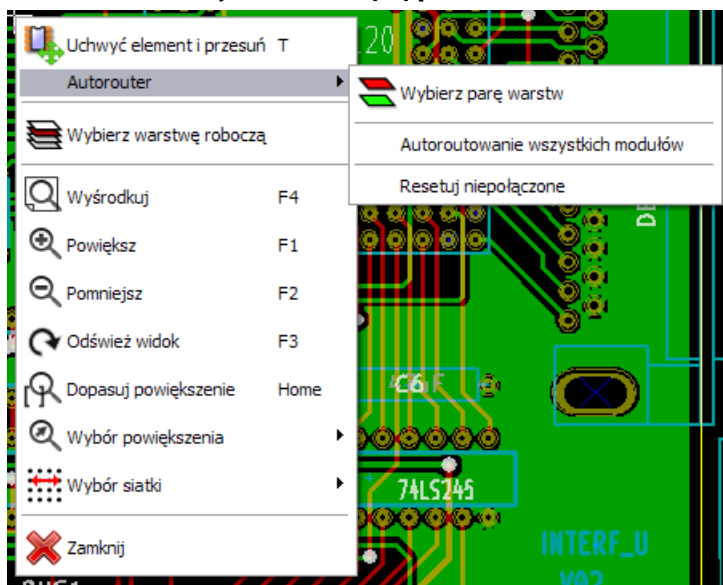 Uchwyć element i przesuń T
Autorouter
Wybierz warstwę roboczą
Wyśrodkuj F4
Powiększ F1
Pomniejsz F2
Odśwież widok F3
Dopasuj powiększenie Home
Wybór powiększenia
Wybór siatki
Zamknij
Wybierz parę warstw
Autoroutowanie wszystkich modułów
Resetuj niepołączone
C6
74LS245
INTERF_U